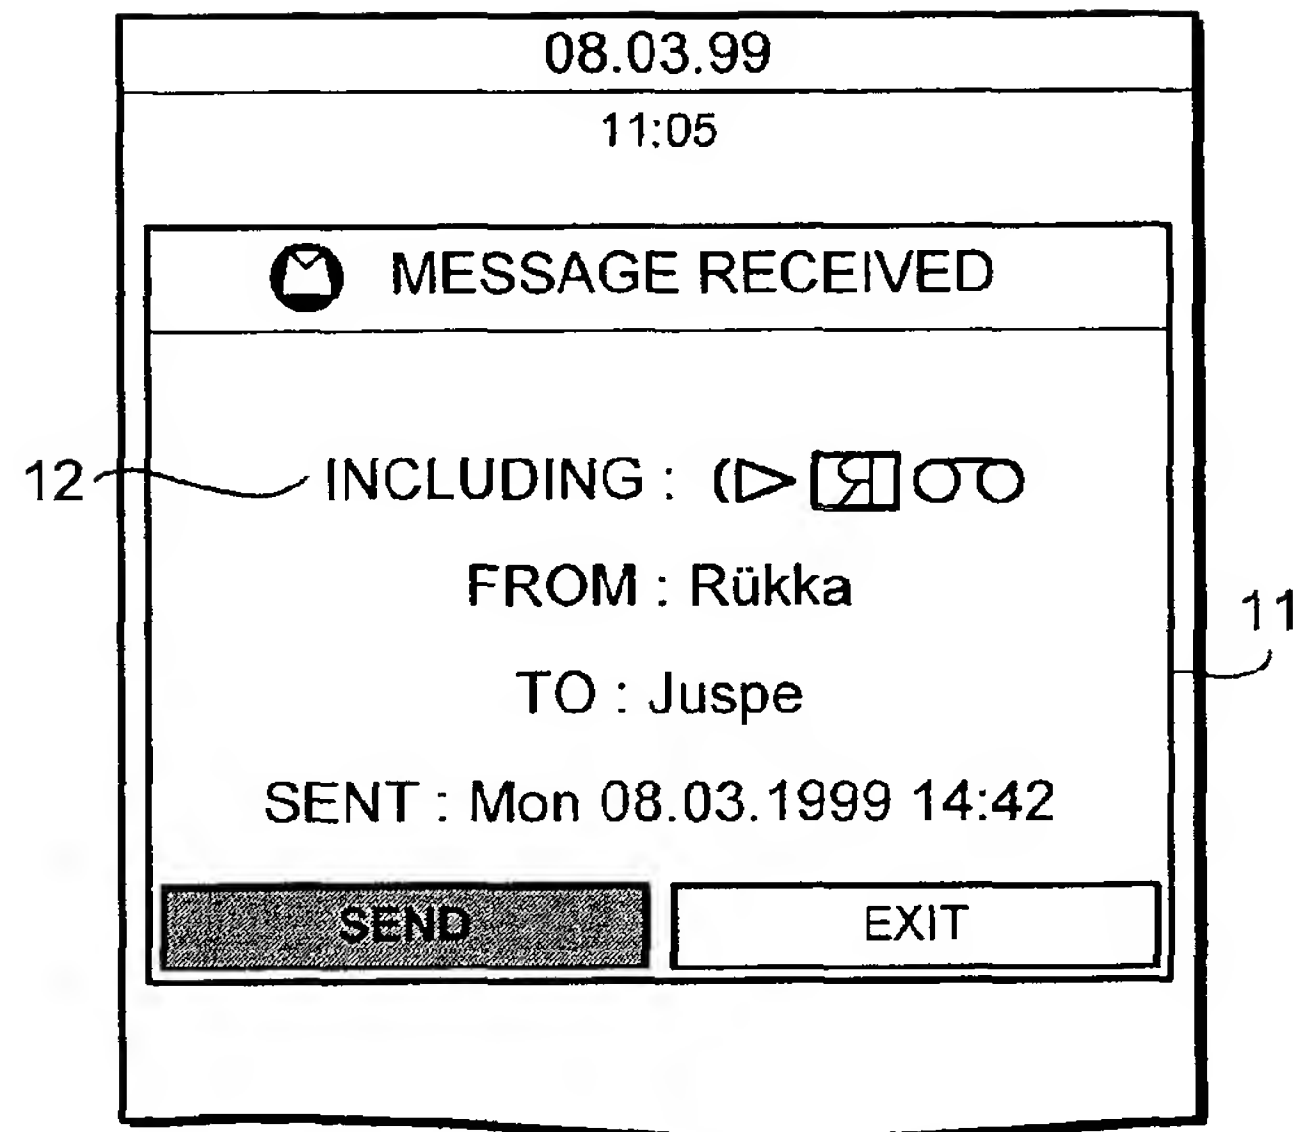 08.03.99
11:05
MESSAGE RECEIVED
12
INCLUDING :
FROM : Rükka
11
TO : Juspe
SENT : Mon 08.03.1999 14:42
SEND
EXIT